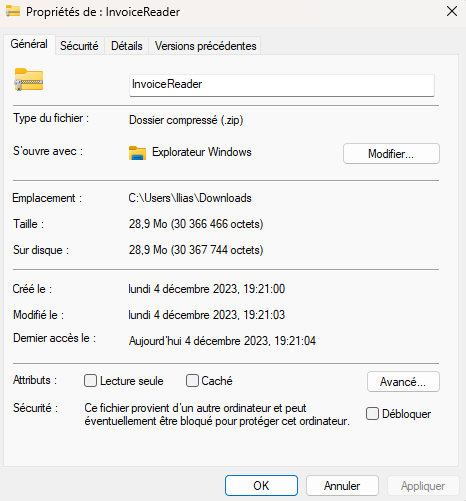 Propriétés de : InvoiceReader
Général Sécurité Détails Versions précédentes
InvoiceReader
Type du fichier : Dossier compressé (.zip)
S'ouvre avec : Explorateur Windows Modifier...
Emplacement : C:\Users\Ilias\Downloads
Taille : 28,9 Mo (30 366 466 octets)
Sur disque : 28,9 Mo (30 367 744 octets)
Créé le : lundi 4 décembre 2023, 19:21:00
Modifié le : lundi 4 décembre 2023, 19:21:03
Dernier accès le : Aujourd'hui 4 décembre 2023, 19:21:04
Attributs : Lecture seule Caché Avancé...
Sécurité : Ce fichier provient d'un autre ordinateur et peut
éventuellement être bloqué pour protéger cet ordinateur. Débloquer
OK Annuler Appliquer